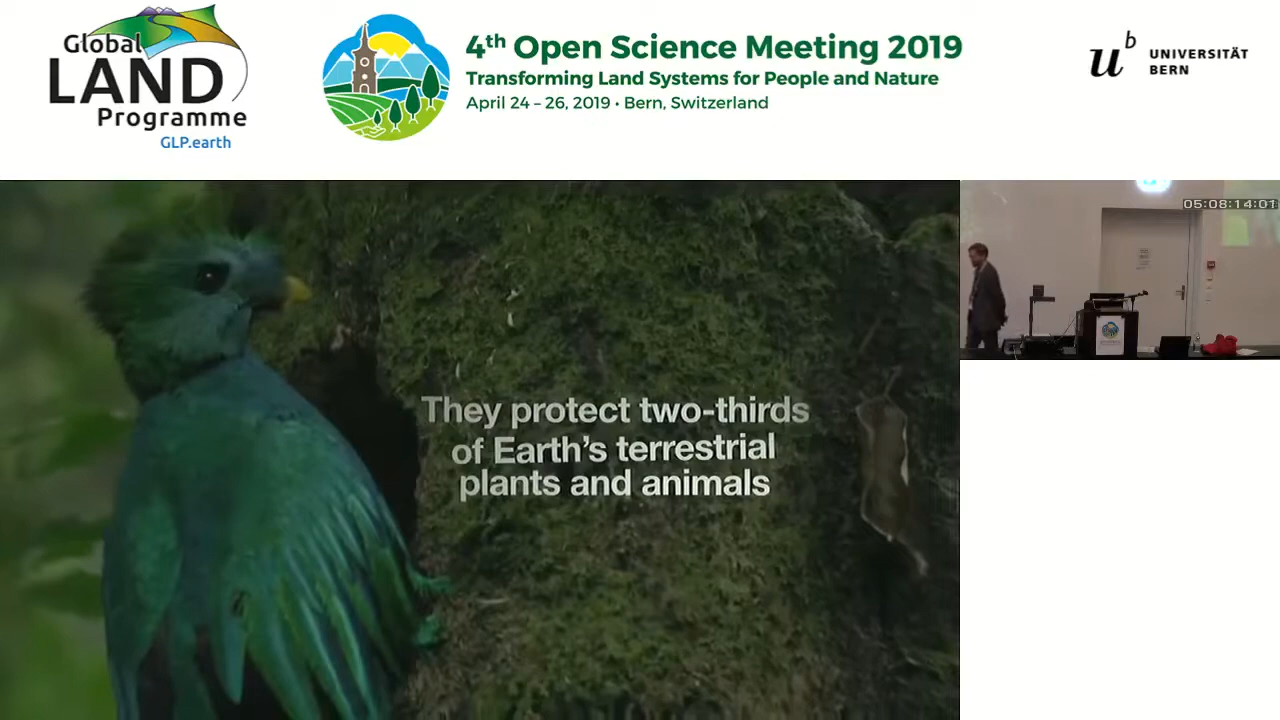 Global
LAND
Programme
GLP.earth
4th Open Science Meeting 2019
Transforming Land Systems for People and Nature
April 24 – 26, 2019 • Bern, Switzerland
u b
UNIVERSITÄT
BERN
05:08:14:01
They protect two-thirds
of Earth's terrestrial
plants and animals